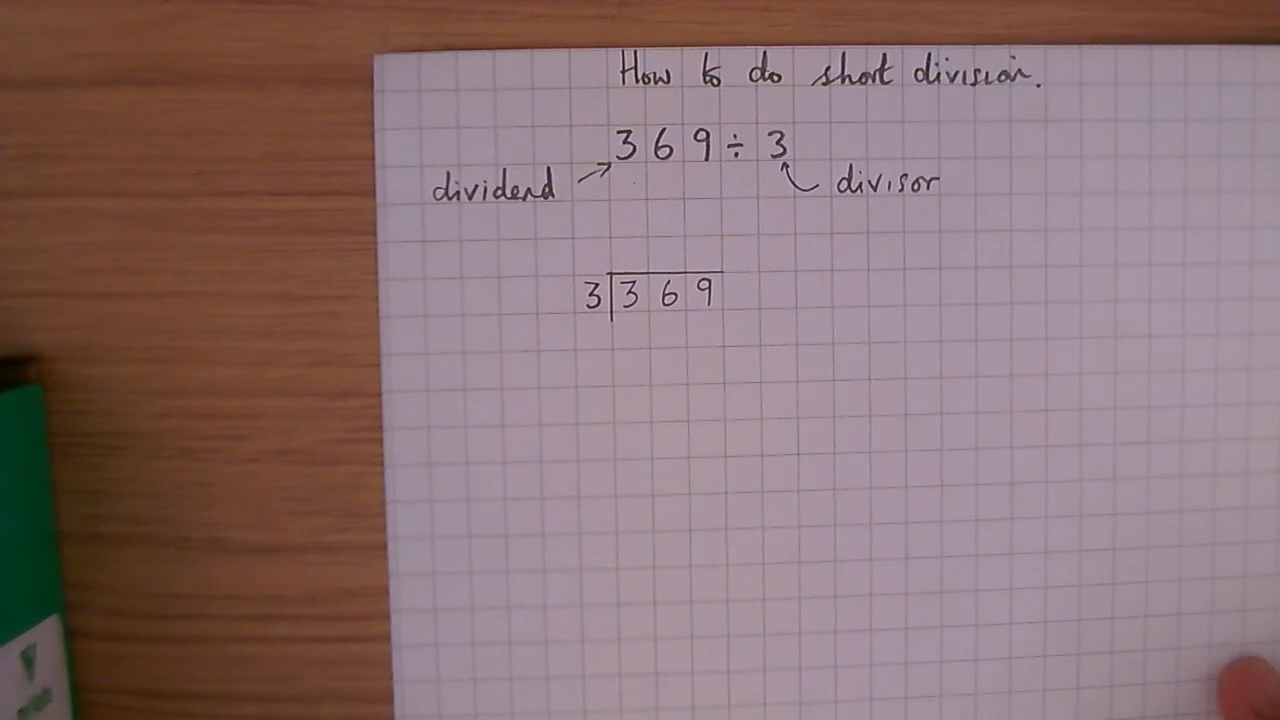 How to do short division.
369 ÷ 3
dividend
divisor
3 369